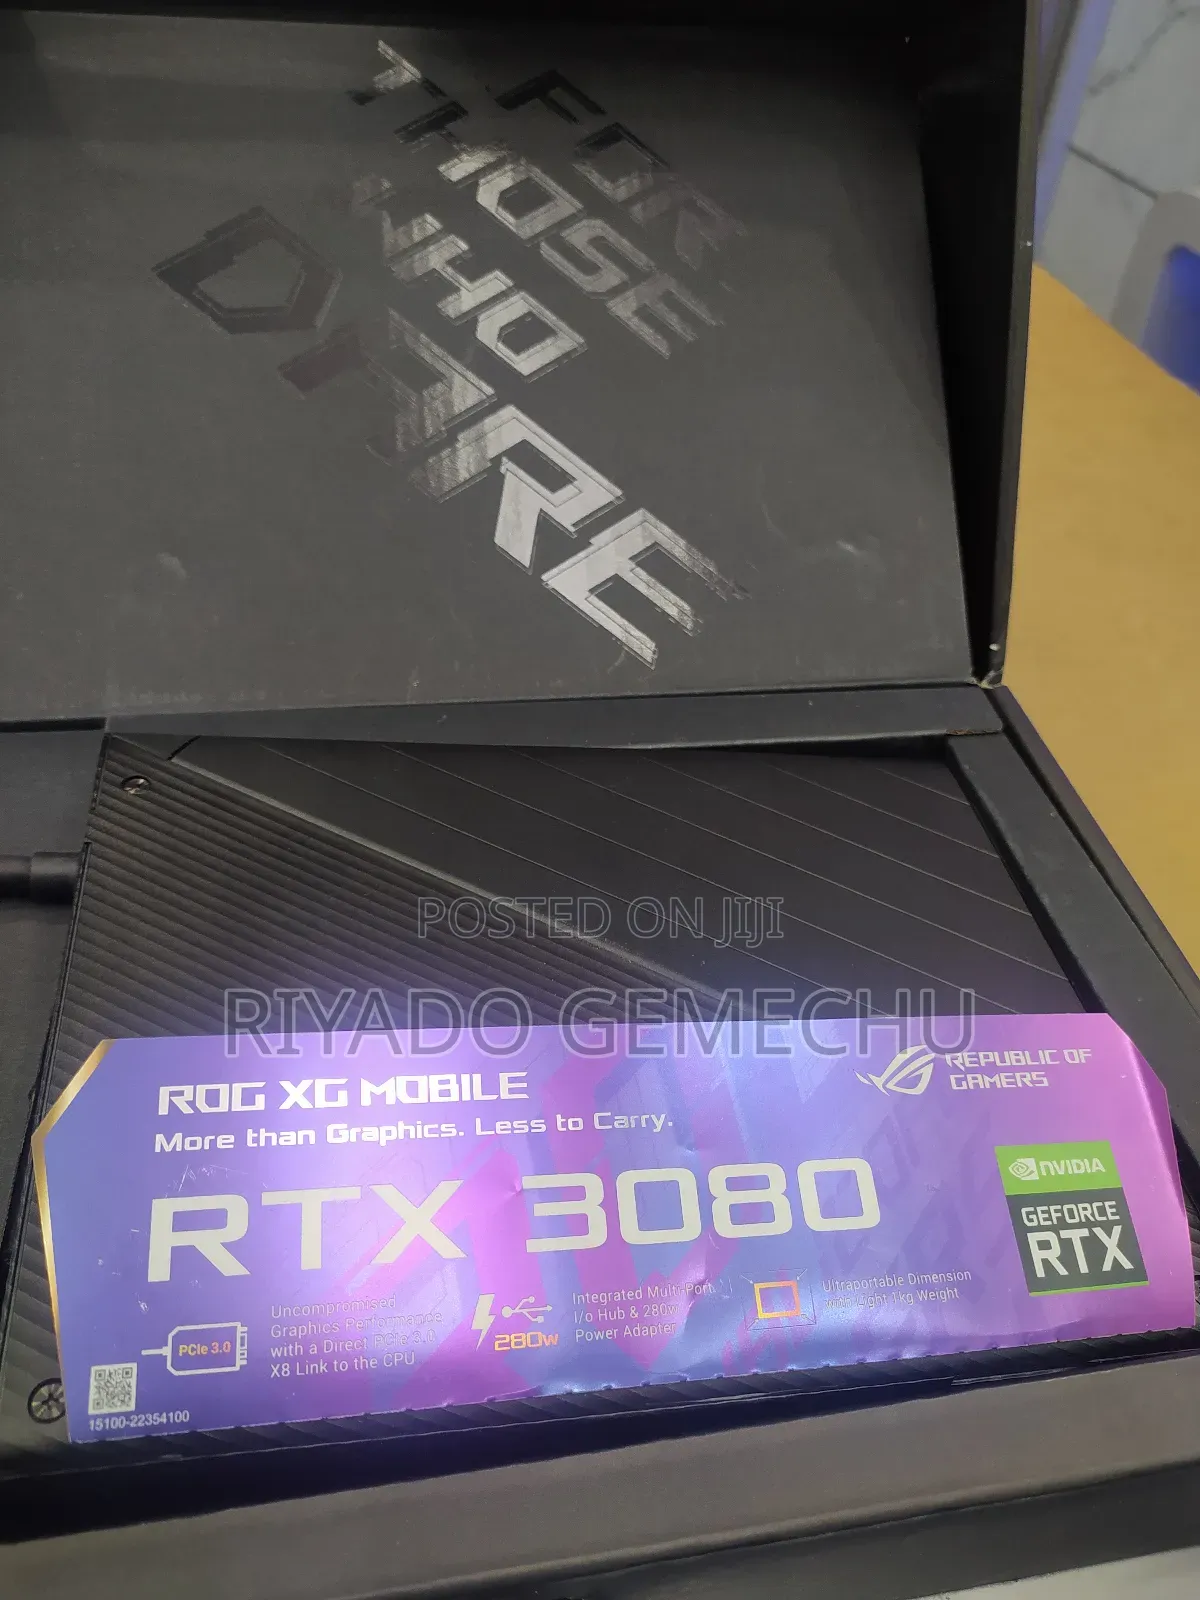 FOR
THOSE
WHO
DARE
POSTED ON JIJI
RIYADO GEMECHU
ROG XG MOBILE
More than Graphics. Less to Carry.
REPUBLIC OF
GAMERS
RTX 3080
NVIDIA
GEFORCE
RTX
PCIe 3.0
Uncompromised
Graphics Performance
with a Direct PCIe 3.0
X8 Link to the CPU
280w
Integrated Multi-Port
I/o Hub & 280w
Power Adapter
Ultraportable Dimension
with Light 1kg Weight
15100-22354100